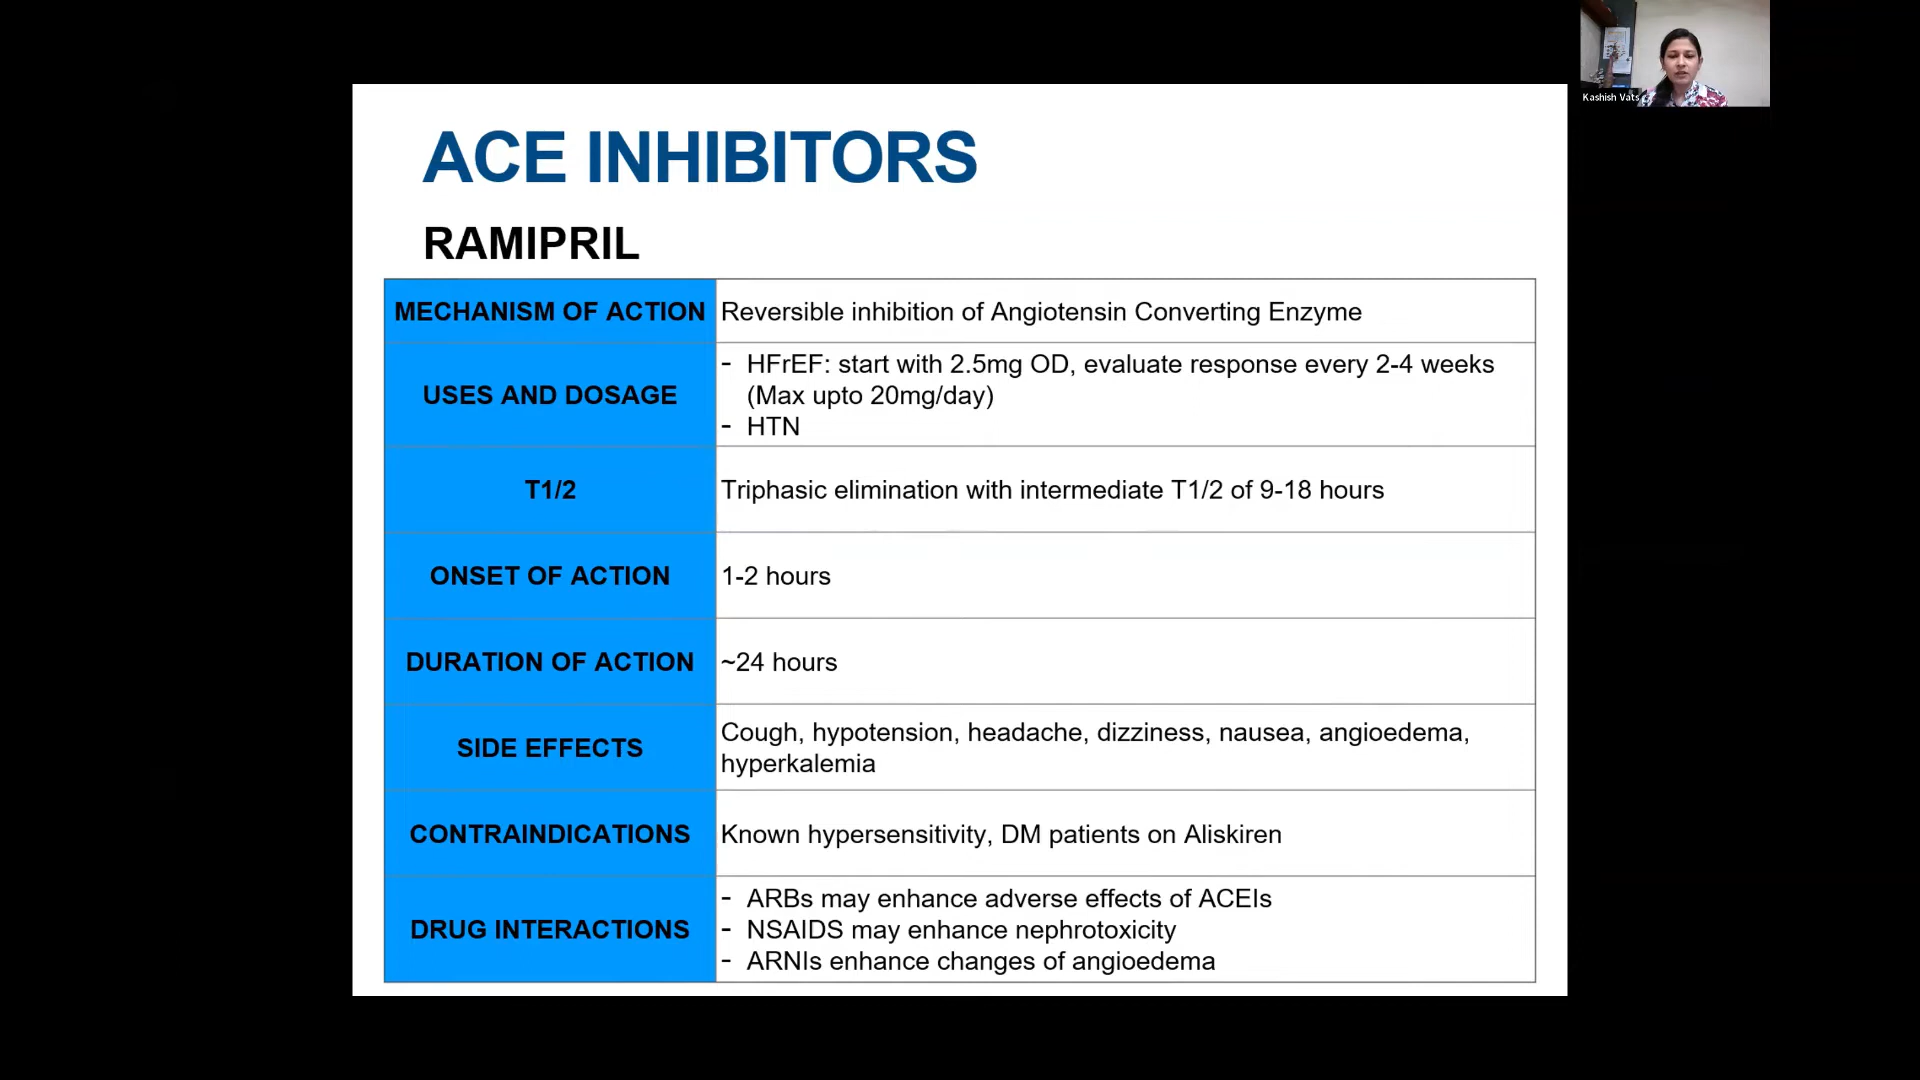 Kashish Vats
ACE INHIBITORS
RAMIPRIL
MECHANISM OF ACTION
Reversible inhibition of Angiotensin Converting Enzyme
USES AND DOSAGE
- HFrEF: start with 2.5mg OD, evaluate response every 2-4 weeks
(Max upto 20mg/day)
- HTN
T1/2
Triphasic elimination with intermediate T1/2 of 9-18 hours
ONSET OF ACTION
1-2 hours
DURATION OF ACTION
~24 hours
SIDE EFFECTS
Cough, hypotension, headache, dizziness, nausea, angioedema,
hyperkalemia
CONTRAINDICATIONS
Known hypersensitivity, DM patients on Aliskiren
DRUG INTERACTIONS
- ARBs may enhance adverse effects of ACEIs
- NSAIDS may enhance nephrotoxicity
- ARNIs enhance changes of angioedema